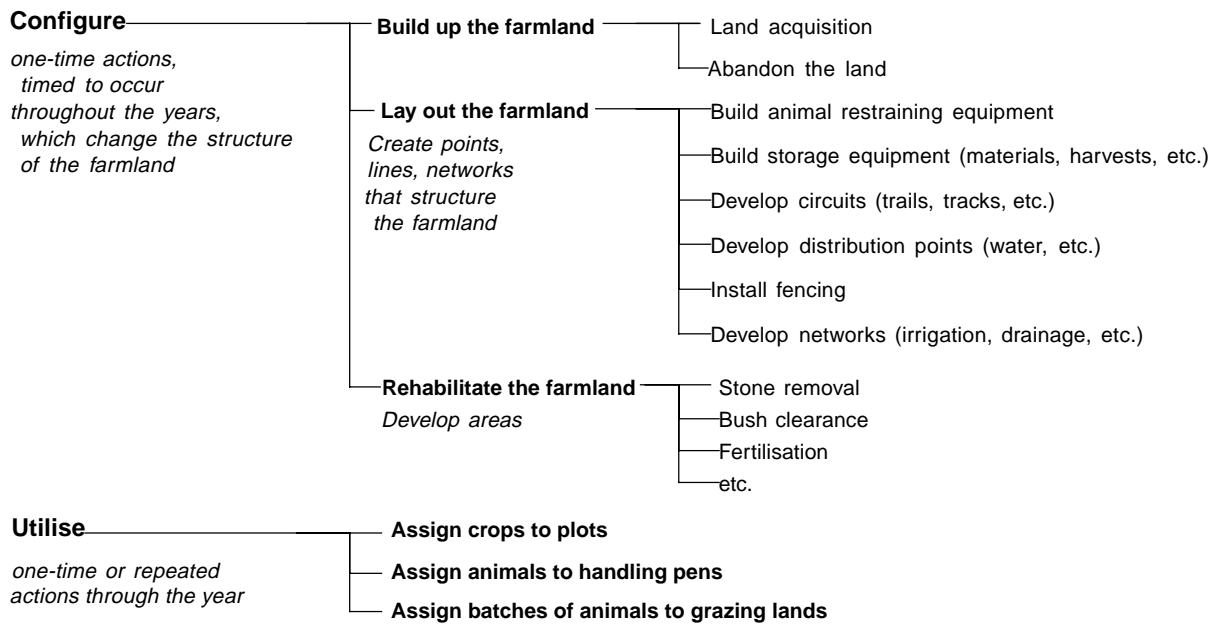 Configure
one-time actions,
timed to occur
throughout the years,
which change the structure
of the farmland
Build up the farmland
Land acquisition
Abandon the land
Lay out the farmland
Create points,
lines, networks
that structure
the farmland
Build animal restraining equipment
Build storage equipment (materials, harvests, etc.)
Develop circuits (trails, tracks, etc.)
Develop distribution points (water, etc.)
Install fencing
Develop networks (irrigation, drainage, etc.)
Rehabilitate the farmland
Develop areas
Stone removal
Bush clearance
Fertilisation
etc.
Utilise
one-time or repeated
actions through the year
Assign crops to plots
Assign animals to handling pens
Assign batches of animals to grazing lands